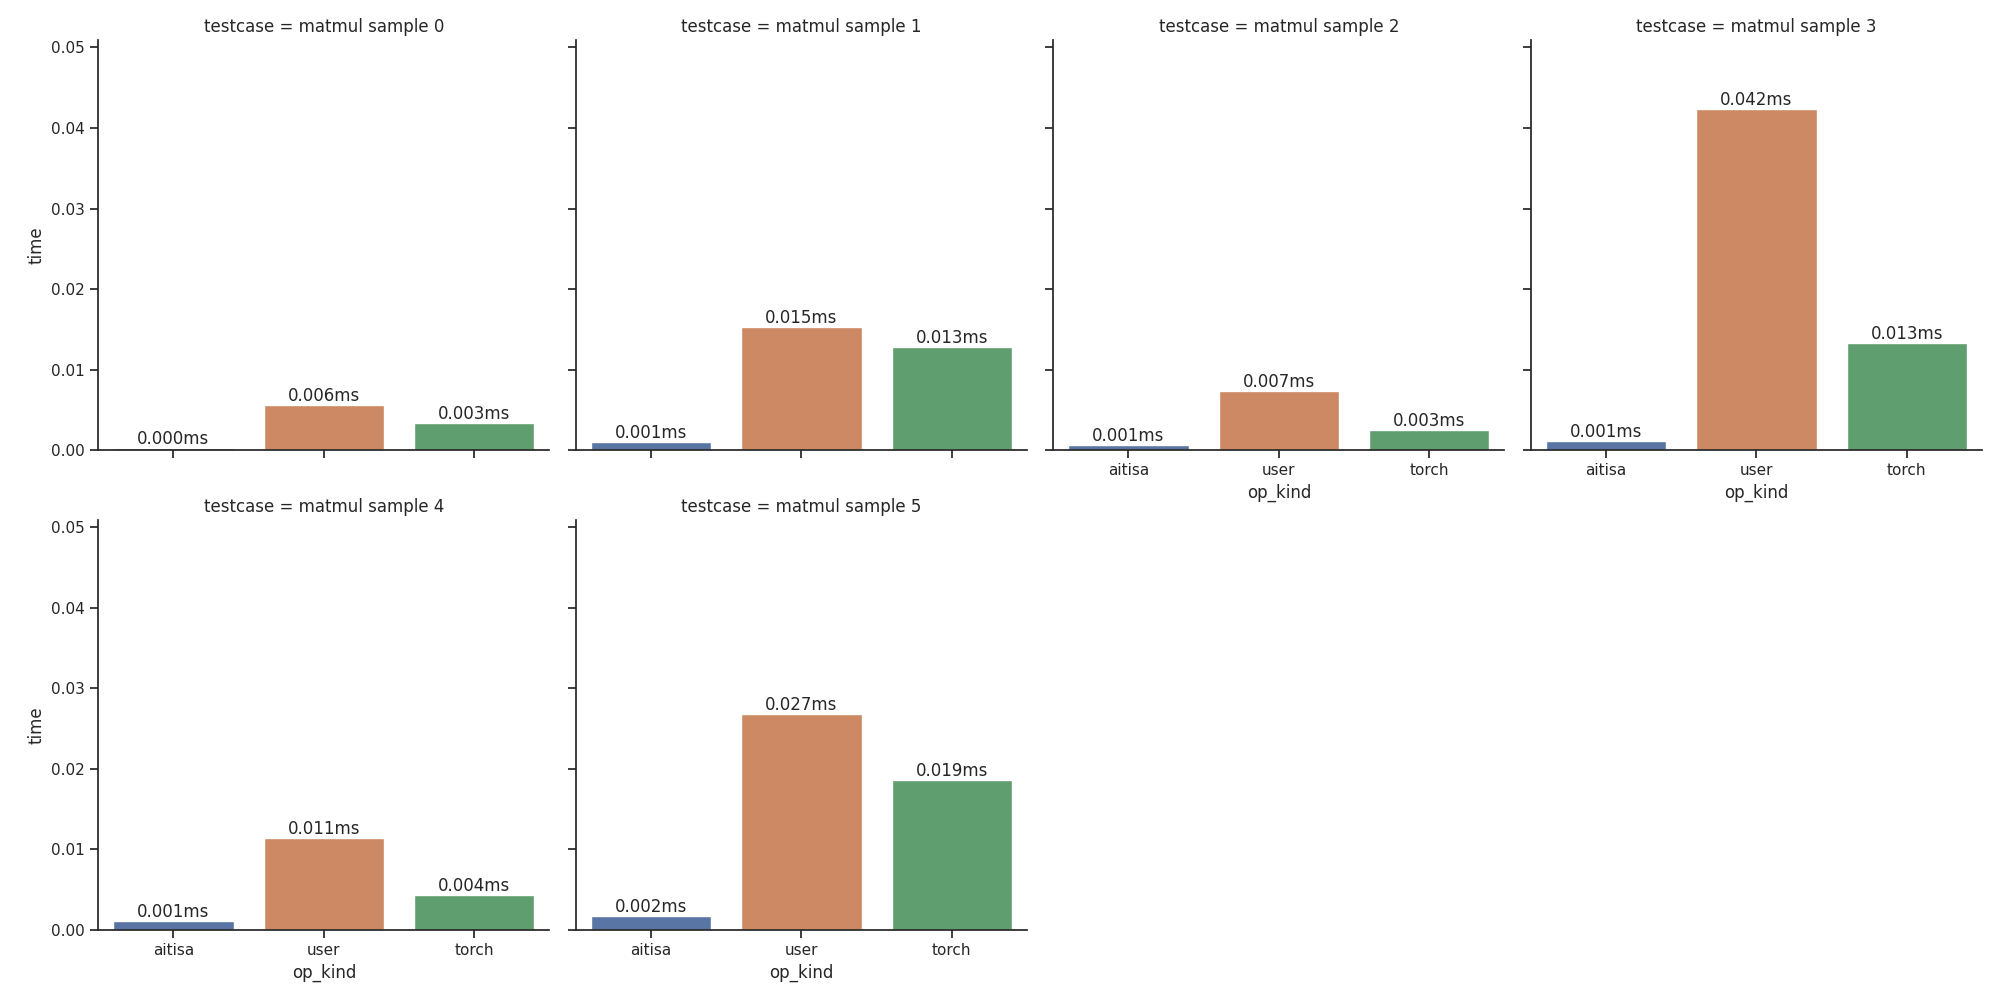 testcase = matmul sample 0
0.05
0.04
0.03
0.02
0.01
0.00
time
0.000ms
0.006ms
0.003ms
testcase = matmul sample 1
0.001ms
0.015ms
0.013ms
testcase = matmul sample 2
0.001ms
0.007ms
0.003ms
aitisa user torch
op_kind
testcase = matmul sample 3
0.001ms
0.042ms
0.013ms
aitisa user torch
op_kind
testcase = matmul sample 4
0.05
0.04
0.03
0.02
0.01
0.00
time
0.001ms
0.011ms
0.004ms
aitisa user torch
op_kind
testcase = matmul sample 5
0.002ms
0.027ms
0.019ms
aitisa user torch
op_kind